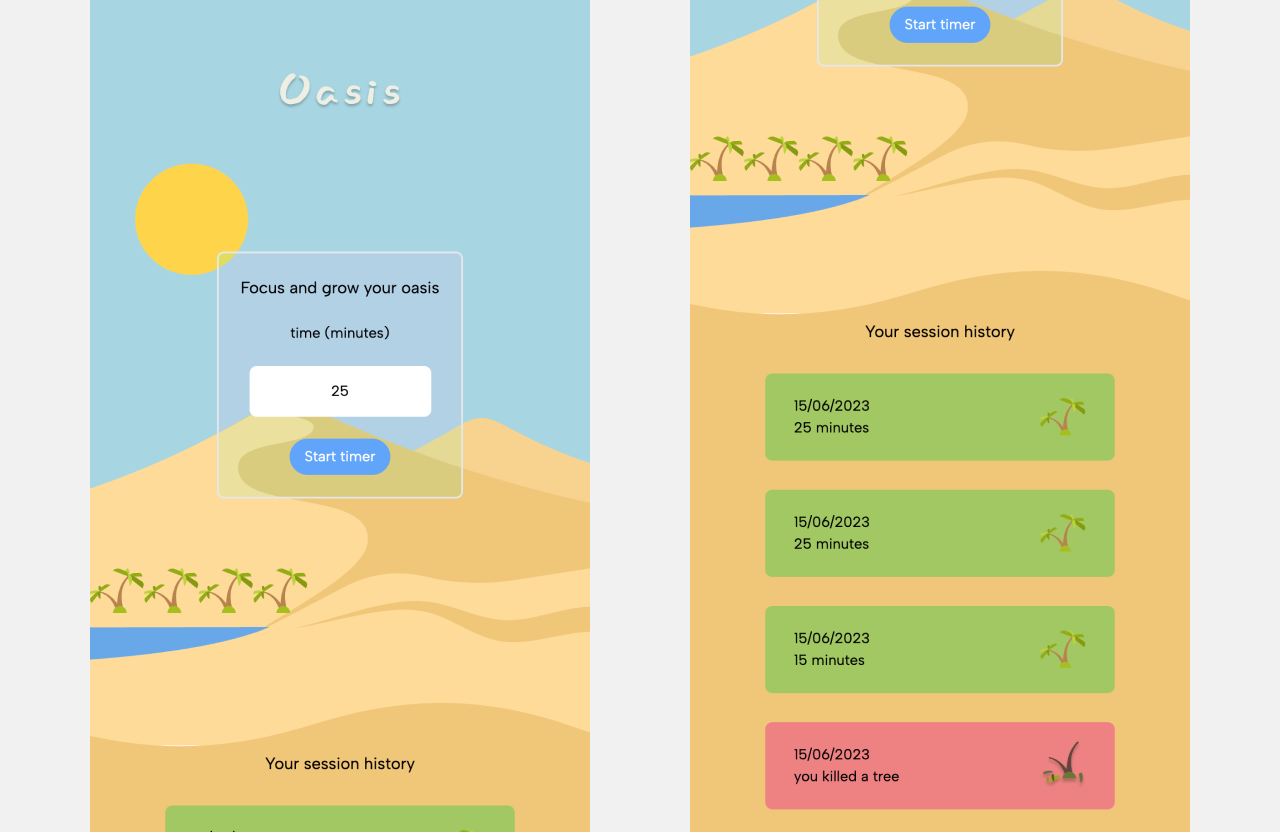 Oasis
Focus and grow your oasis
time (minutes)
25
Start timer
Your session history
Start timer
Your session history
15/06/2023
25 minutes
15/06/2023
25 minutes
15/06/2023
15 minutes
15/06/2023
you killed a tree